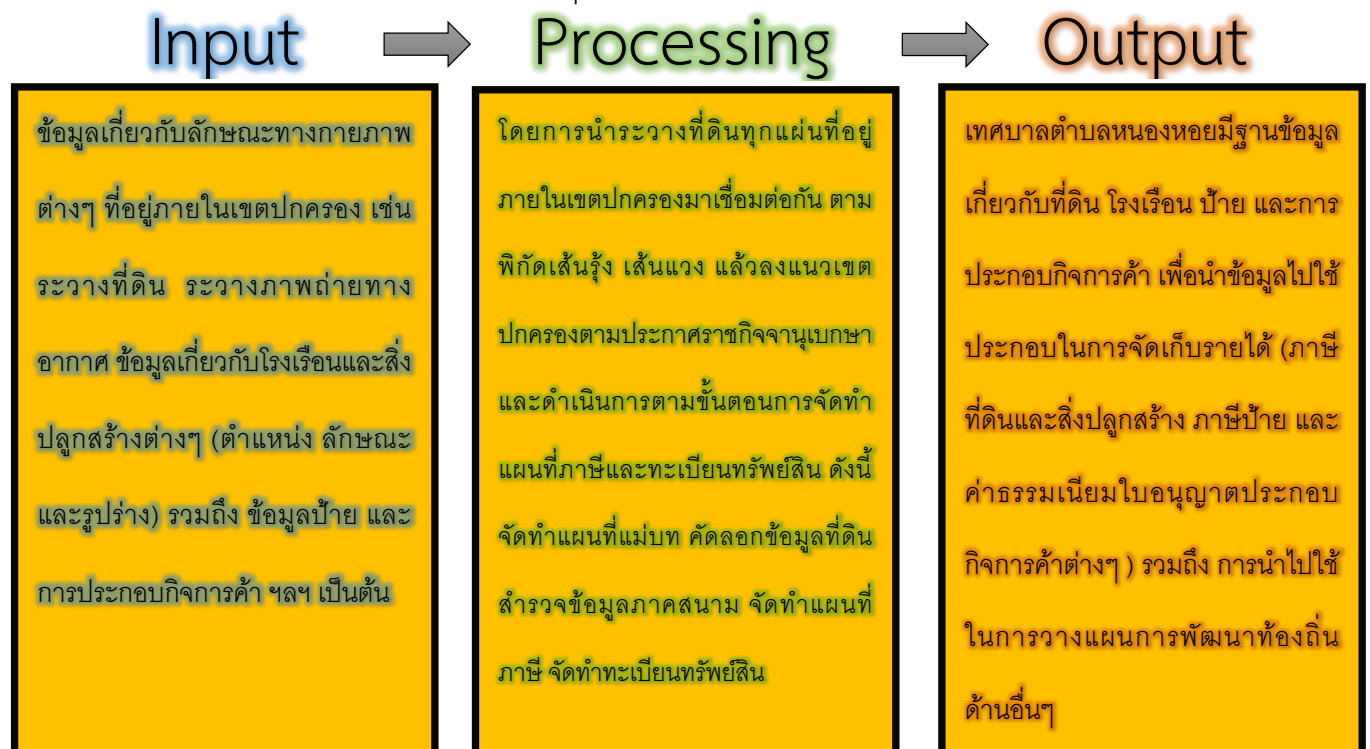 Input
Processing
Output
ข้อมูลเกี่ยวกับลักษณะทางกายภาพ
ต่างๆ ที่อยู่ภายในเขตปกครอง เช่น
ระวางที่ดิน ระวางภาพถ่ายทาง
อากาศ ข้อมูลเกี่ยวกับโรงเรือนและสิ่ง
ปลูกสร้างต่างๆ (ตำแหน่ง ลักษณะ
และรูปร่าง) รวมถึง ข้อมูลป้าย และ
การประกอบกิจการค้า ฯลฯ เป็นต้น
โดยการนำระวางที่ดินทุกแผ่นที่อยู่
ภายในเขตปกครองมาเชื่อมต่อกัน ตาม
พิกัดเส้นรุ้ง เส้นแวง แล้วลงแนวเขต
ปกครองตามประกาศราชกิจจานุเบกษา
และดำเนินการตามขั้นตอนการจัดทำ
แผนที่ภาษีและทะเบียนทรัพย์สิน ดังนี้
จัดทำแผนที่แม่บท คัดลอกข้อมูลที่ดิน
สำรวจข้อมูลภาคสนาม จัดทำแผนที่
ภาษี จัดทำทะเบียนทรัพย์สิน
เทศบาลตำบลหนองหอยมีฐานข้อมูล
เกี่ยวกับที่ดิน โรงเรือน ป้าย และการ
ประกอบกิจการค้า เพื่อนำข้อมูลไปใช้
ประกอบในการจัดเก็บรายได้ (ภาษี
ที่ดินและสิ่งปลูกสร้าง ภาษีป้าย และ
ค่าธรรมเนียมใบอนุญาตประกอบ
กิจการค้าต่างๆ ) รวมถึง การนำไปใช้
ในการวางแผนการพัฒนาท้องถิ่น
ด้านอื่นๆ